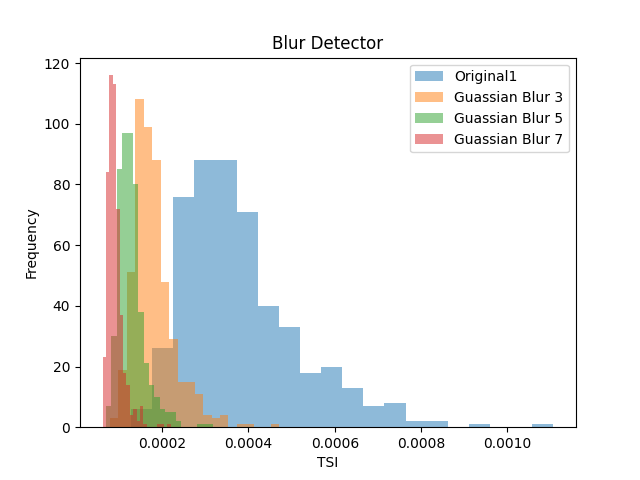 Blur Detector
Original1
Guassian Blur 3
Guassian Blur 5
Guassian Blur 7
Frequency
120
100
80
60
40
20
0
0.0002 0.0004 0.0006 0.0008 0.0010
TSI